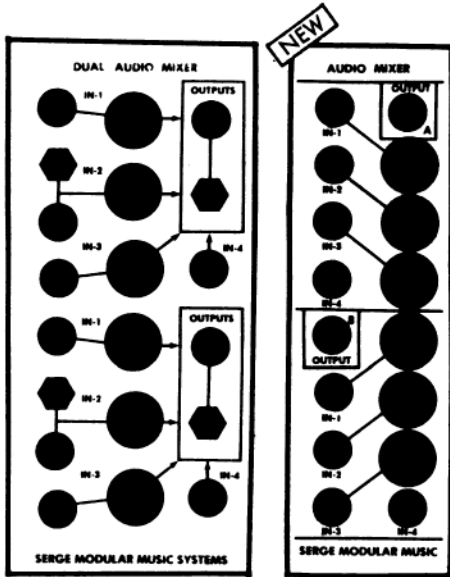 NEW
DUAL AUDIO MIXER
OUTPUTS
IN-1
IN-2
IN-3
IN-4
OUTPUTS
IN-1
IN-2
IN-3
IN-4
SERGE MODULAR MUSIC SYSTEMS
AUDIO MIXER
OUTPUT
A
IN-1
IN-2
IN-3
IN-4
B
OUTPUT
IN-1
IN-2
IN-3
IN-4
SERGE MODULAR MUSIC